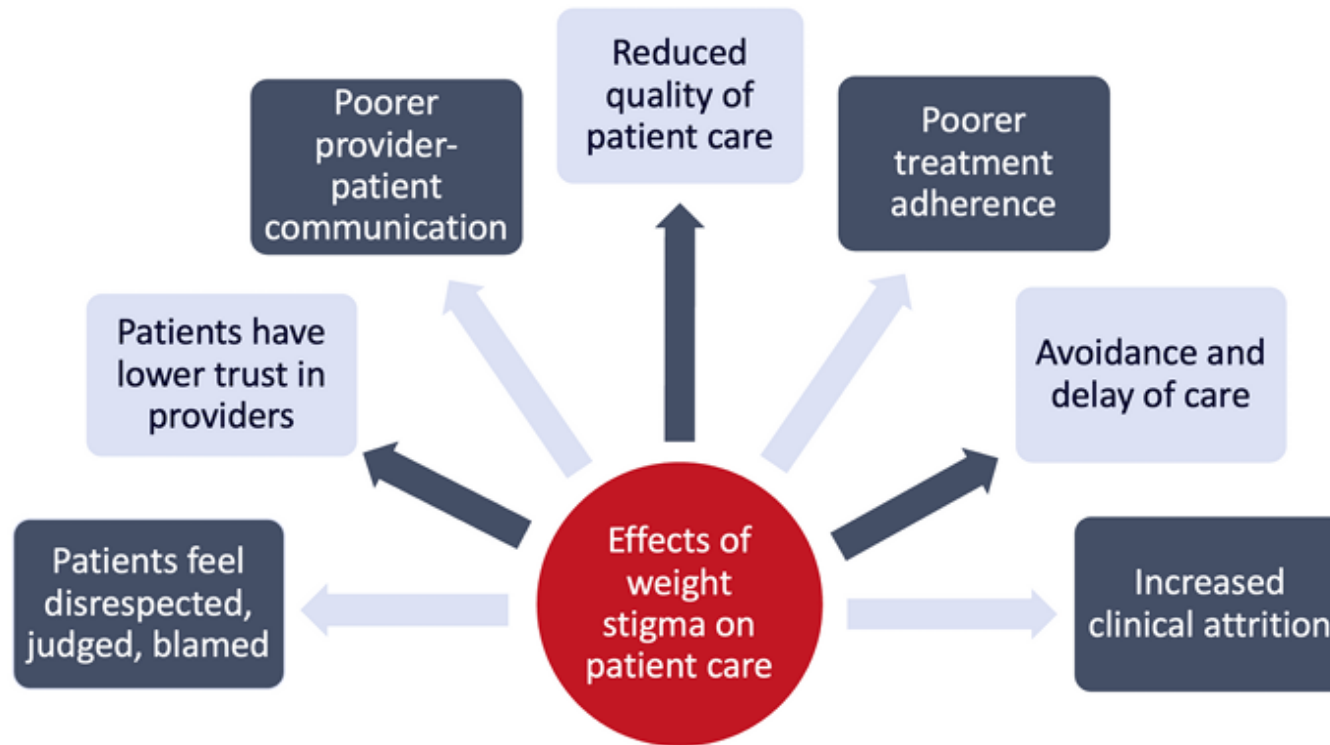 Reduced
quality of
patient care
Poorer
provider-
patient
communication
Poorer
treatment
adherence
Patients have
lower trust in
providers
Avoidance and
delay of care
Patients feel
disrespected,
judged, blamed
Effects of
weight
stigma on
patient care
Increased
clinical attrition